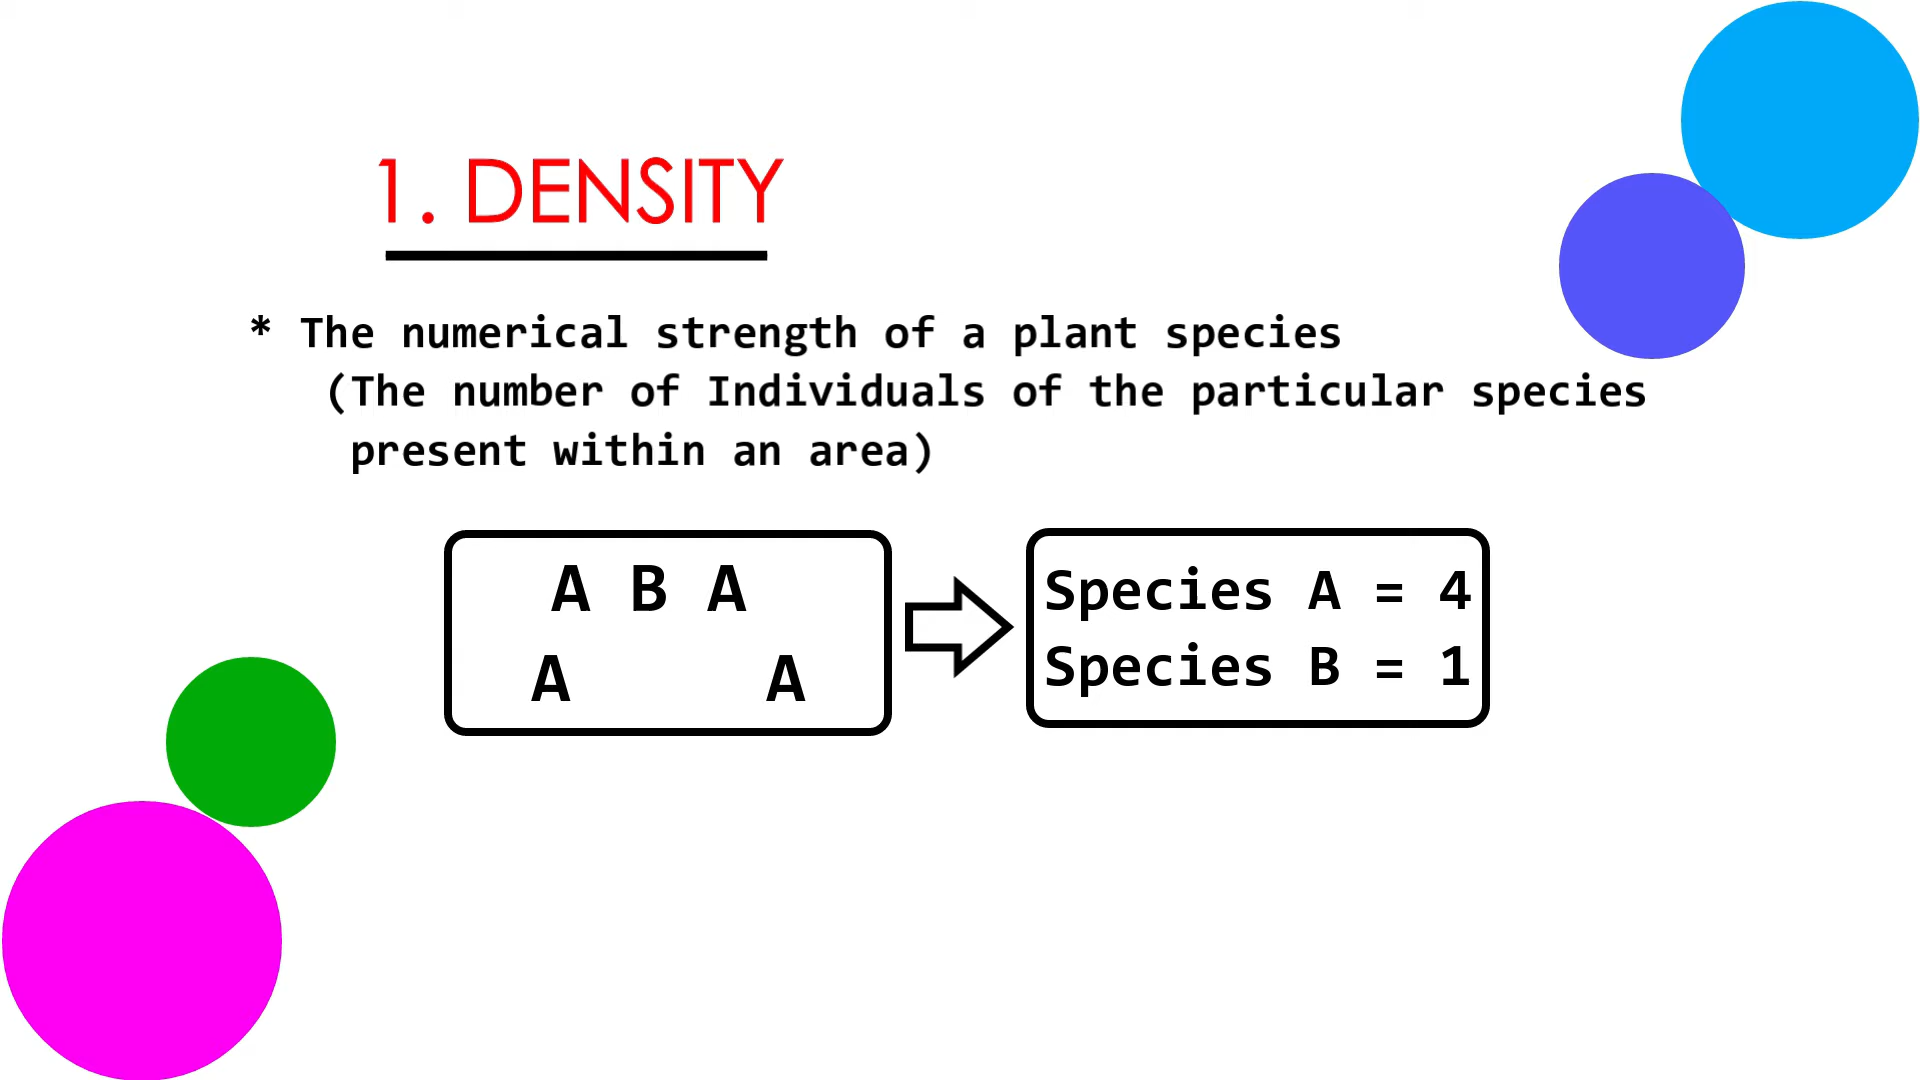 1. DENSITY
* The numerical strength of a plant species
(The number of Individuals of the particular species
present within an area)
A B A
A A
Species A = 4
Species B = 1